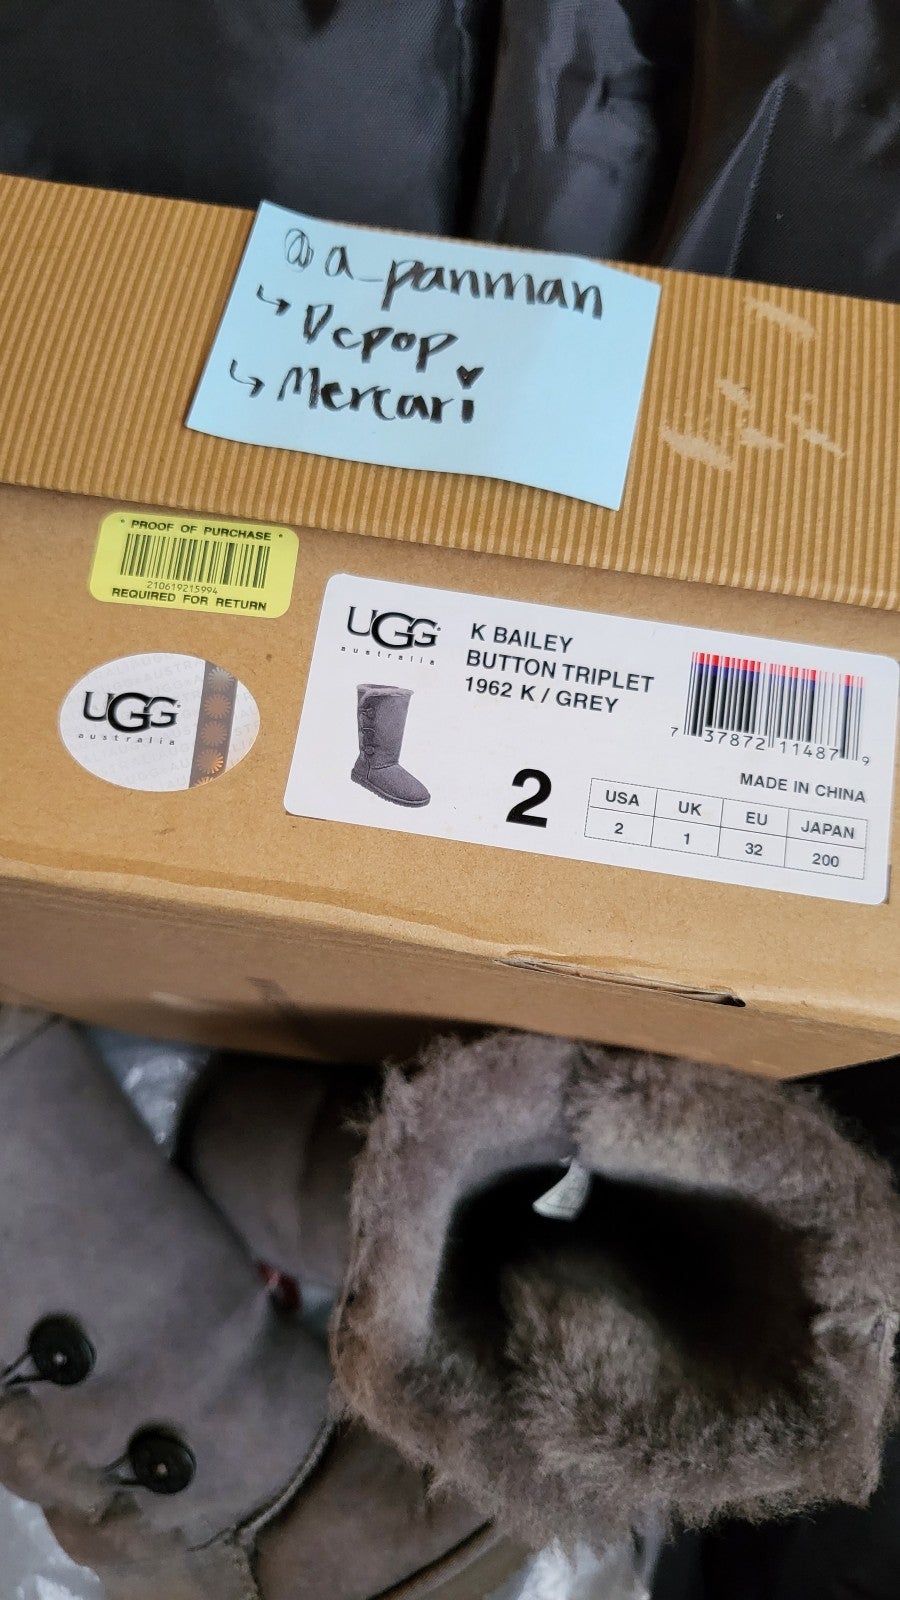 @a_panman
↳ Depop
↳ Mercari
• PROOF OF PURCHASE •
210619215994
REQUIRED FOR RETURN
UGG
australia
UGG®
australia
K BAILEY
BUTTON TRIPLET
1962 K / GREY
7 37872 11487 9
MADE IN CHINA
2
USA UK EU JAPAN
2 1 32 200